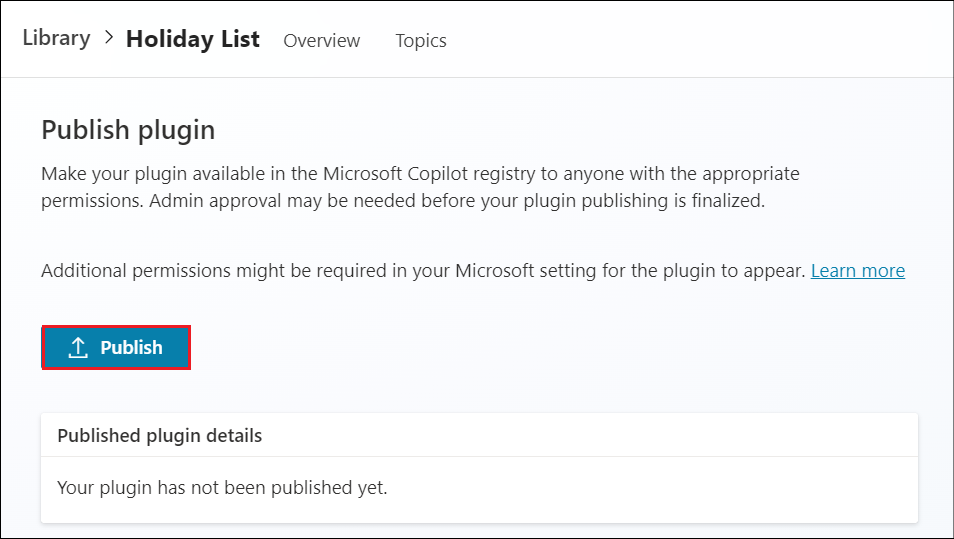 Library > Holiday List Overview Topics
Publish plugin
Make your plugin available in the Microsoft Copilot registry to anyone with the appropriate
permissions. Admin approval may be needed before your plugin publishing is finalized.
Additional permissions might be required in your Microsoft setting for the plugin to appear. Learn more
Publish
Published plugin details
Your plugin has not been published yet.